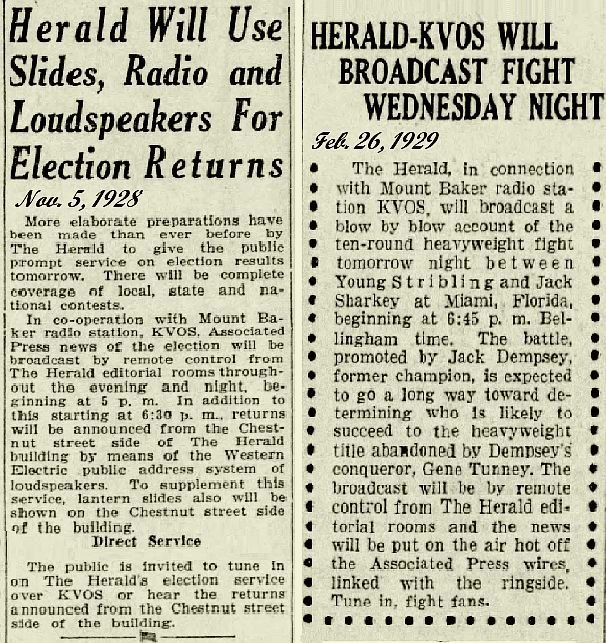 Herald Will Use
Slides, Radio and
Loudspeakers For
Election Returns
Nov. 5, 1928
More elaborate preparations have
been made than ever before by
The Herald to give the public
prompt service on election results
tomorrow. There will be complete
coverage of local, state and na-
tional contests.
In co-operation with Mount Ba-
ker radio station, KVOS, Associated
Press news of the election will be
broadcast by remote control from
The Herald editorial rooms through-
out the evening and night, be-
ginning at 5 p. m. In addition to
this starting at 6:30 p. m., returns
will be announced from the Chest-
nut street side of The Herald
building by means of the Western
Electric public address system of
loudspeakers. To supplement this
service, lantern slides also will be
shown on the Chestnut street side
of the building.
Direct Service
The public is invited to tune in
on The Herald's election service
over KVOS or hear the returns
announced from the Chestnut street
side of the building.
HERALD-KVOS WILL
BROADCAST FIGHT
WEDNESDAY NIGHT
Feb. 26, 1929
The Herald, in connection
with Mount Baker radio sta-
tion KVOS, will broadcast a
blow by blow account of the
ten-round heavyweight fight
tomorrow night between
Young Stribling and Jack
Sharkey at Miami, Florida,
beginning at 6:45 p. m. Bel-
lingham time. The battle,
promoted by Jack Dempsey,
former champion, is expected
to go a long way toward de-
termining who is likely to
succeed to the heavyweight
title abandoned by Dempsey's
conqueror, Gene Tunney. The
broadcast will be by remote
control from The Herald edi-
torial rooms and the news
will be put on the air hot off
the Associated Press wires,
linked with the ringside.
Tune in, fight fans.